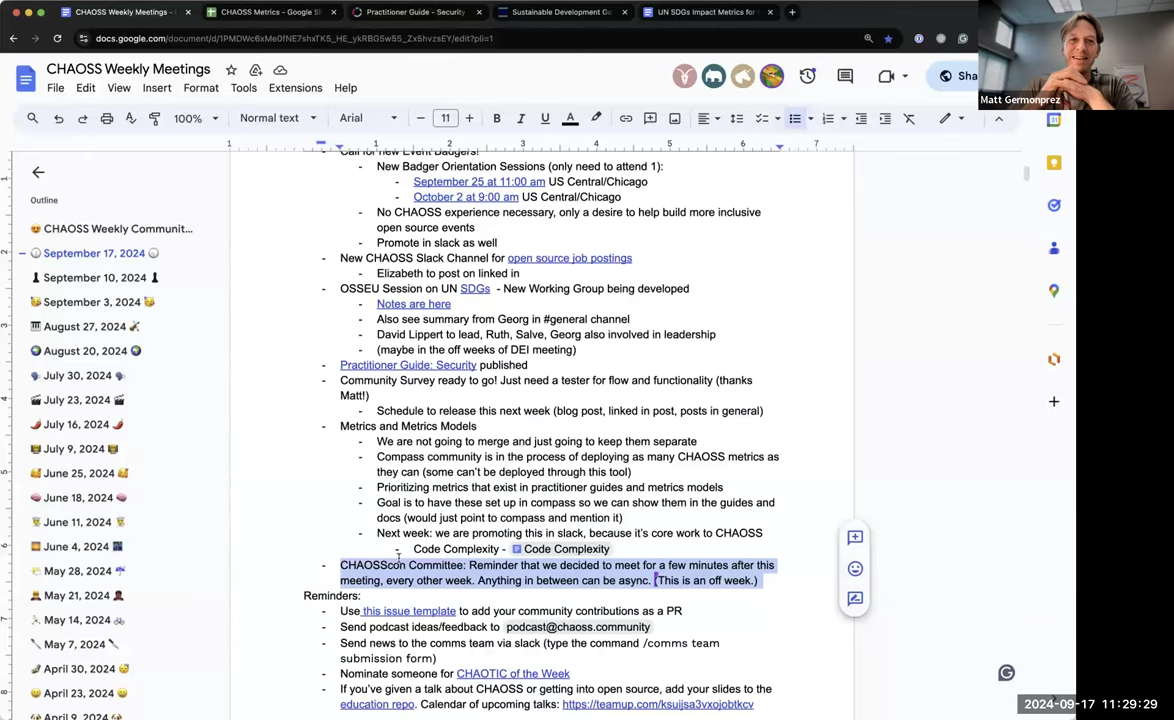 CHAOSS Weekly Meetings - 
CHAOSS Metrics - Google S
Practitioner Guide - Security
Sustainable Development Go
UN SDGs Impact Metrics for
docs.google.com/document/d/1PMDWc6xMe0fNE7shxTK5_HE_ykRBG5w55_Zx5hvzsEY/edit?pli=1
CHAOSS Weekly Meetings
File Edit View Insert Format Tools Extensions Help
Sha
Matt Germonprez
100% Normal text Arial 11 B I U A
1 1 2 3 4 5 6 7
Outline
CHAOSS Weekly Communit...
September 17, 2024
September 10, 2024
September 3, 2024
August 27, 2024
August 20, 2024
July 30, 2024
July 23, 2024
July 16, 2024
July 9, 2024
June 25, 2024
June 18, 2024
June 11, 2024
June 4, 2024
May 28, 2024
May 21, 2024
May 14, 2024
May 7, 2024
April 30, 2024
April 23, 2024
April 9, 2024
Call for new Event Badgers!
- New Badger Orientation Sessions (only need to attend 1):
- September 25 at 11:00 am US Central/Chicago
- October 2 at 9:00 am US Central/Chicago
- No CHAOSS experience necessary, only a desire to help build more inclusive
open source events
- Promote in slack as well
- New CHAOSS Slack Channel for open source job postings
- Elizabeth to post on linked in
- OSSEU Session on UN SDGs - New Working Group being developed
- Notes are here
- Also see summary from Georg in #general channel
- David Lippert to lead, Ruth, Salve, Georg also involved in leadership
- (maybe in the off weeks of DEI meeting)
- Practitioner Guide: Security published
- Community Survey ready to go! Just need a tester for flow and functionality (thanks
Matt!)
- Schedule to release this next week (blog post, linked in post, posts in general)
- Metrics and Metrics Models
- We are not going to merge and just going to keep them separate
- Compass community is in the process of deploying as many CHAOSS metrics as
they can (some can't be deployed through this tool)
- Prioritizing metrics that exist in practitioner guides and metrics models
- Goal is to have these set up in compass so we can show them in the guides and
docs (would just point to compass and mention it)
- Next week: we are promoting this in slack, because it's core work to CHAOSS
- Code Complexity - Code Complexity
- CHAOSScon Committee: Reminder that we decided to meet for a few minutes after this
meeting, every other week. Anything in between can be async. (This is an off week.)
Reminders:
- Use this issue template to add your community contributions as a PR
- Send podcast ideas/feedback to podcast@chaoss.community
- Send news to the comms team via slack (type the command /comms team
submission form)
- Nominate someone for CHAOTIC of the Week
- If you've given a talk about CHAOSS or getting into open source, add your slides to the
education repo. Calendar of upcoming talks: https://teamup.com/ksuijsa3vxojobtkcv
2024-09-17 11:29:29